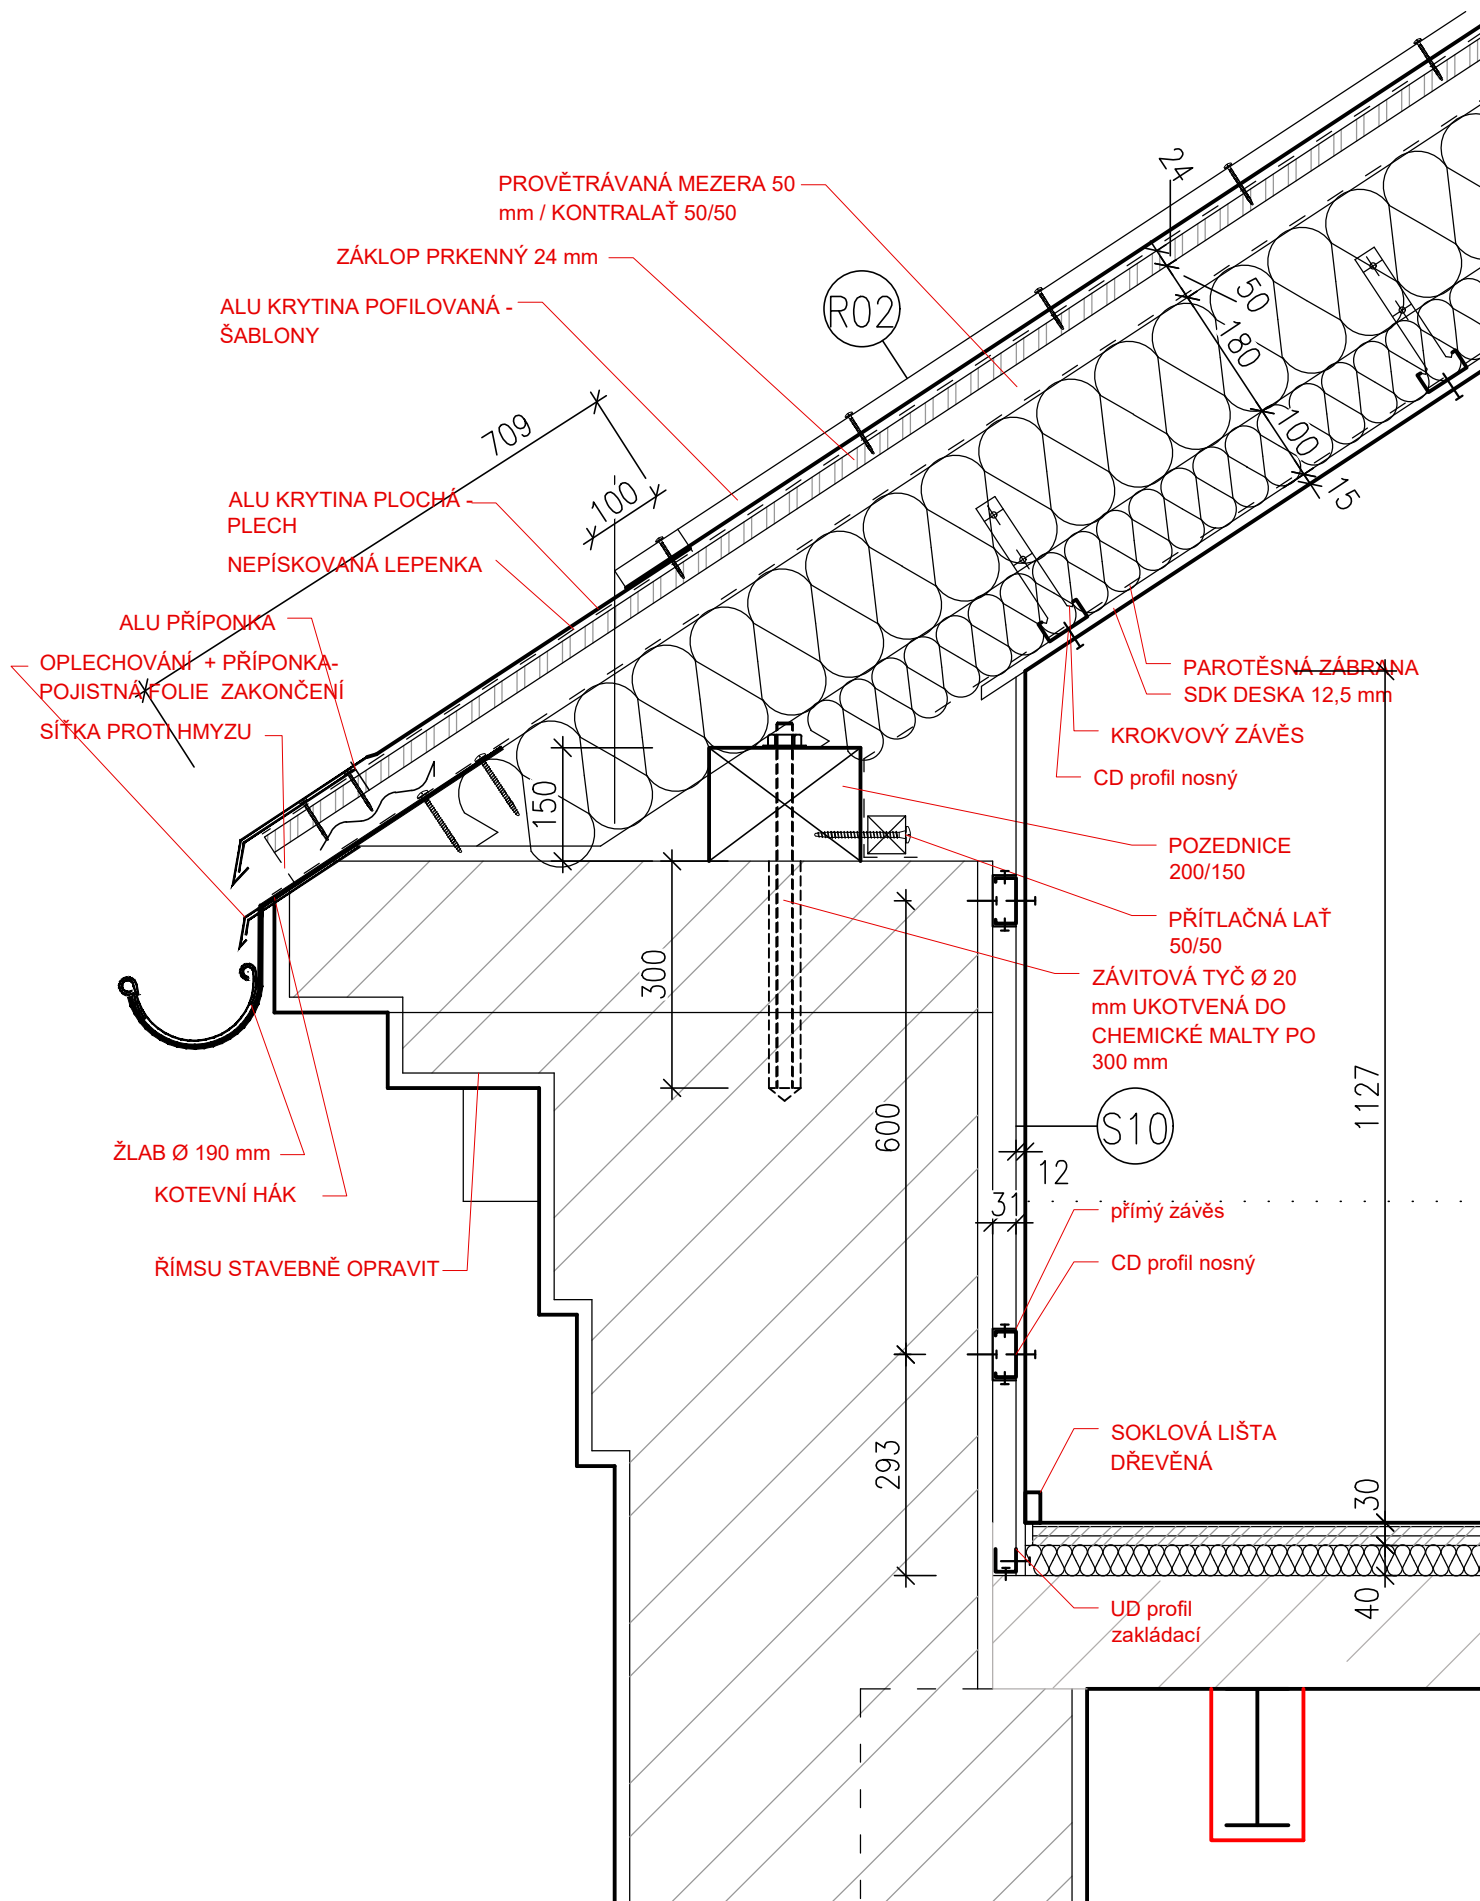 24
PROVĚTRÁVANÁ MEZERA 50
mm / KONTRALAŤ 50/50
ZÁKLOP PRKENNÝ 24 mm
ALU KRYTINA POFILOVANÁ -
ŠABLONY
R02
50
180
100
15
709
100
ALU KRYTINA PLOCHÁ -
PLECH
NEPÍSKOVANÁ LEPENKA
ALU PŘÍPONKA
OPLECHOVÁNÍ + PŘÍPONKA-
POJISTNÁ FOLIE ZAKONČENÍ
SÍŤKA PROTI HMYZU
PAROTĚSNÁ ZÁBRANA
SDK DESKA 12,5 mm
KROKVOVÝ ZÁVĚS
CD profil nosný
150
POZEDNICE
200/150
PŘÍTLAČNÁ LAŤ
50/50
300
ZÁVITOVÁ TYČ Ø 20
mm UKOTVENÁ DO
CHEMICKÉ MALTY PO
300 mm
600
1127
S10
12
31
ŽLAB Ø 190 mm
KOTEVNÍ HÁK
ŘÍMSU STAVEBNĚ OPRAVIT
přímý závěs
CD profil nosný
293
SOKLOVÁ LIŠTA
DŘEVĚNÁ
30
40
UD profil
zakládací